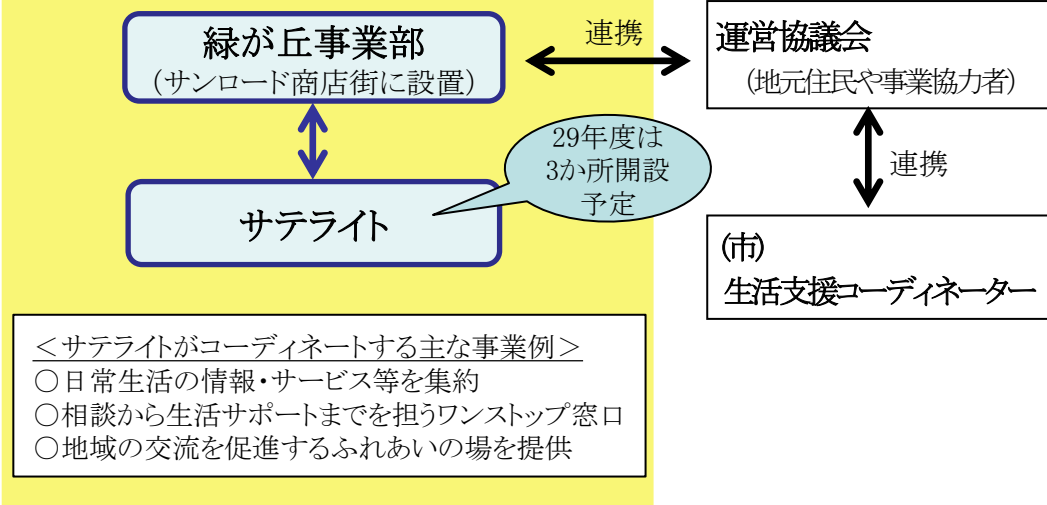 緑が丘事業部
(サンロード商店街に設置)
連携
運営協議会
(地元住民や事業協力者)
29年度は
3か所開設
予定
サテライト
連携
(市)
生活支援コーディネーター
＜サテライトがコーディネートする主な事業例＞
○日常生活の情報・サービス等を集約
○相談から生活サポートまでを担うワンストップ窓口
○地域の交流を促進するふれあいの場を提供